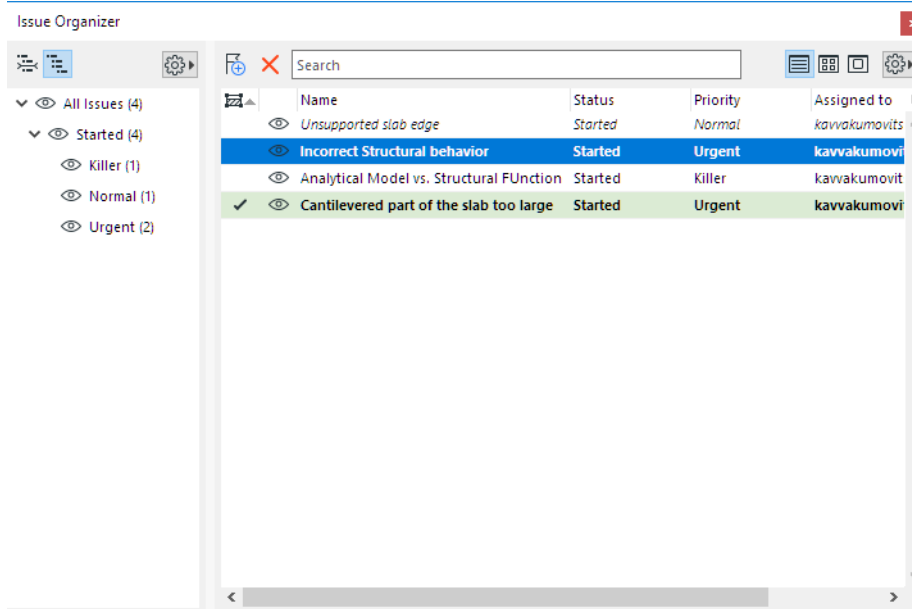 Issue Organizer
Search
All Issues (4)
Started (4)
Killer (1)
Normal (1)
Urgent (2)
Name Status Priority Assigned to
Unsupported slab edge Started Normal kavvakumovits
Incorrect Structural behavior Started Urgent kavvakumovi
Analytical Model vs. Structural FUnction Started Killer kavvakumovit
Cantilevered part of the slab too large Started Urgent kavvakumovi